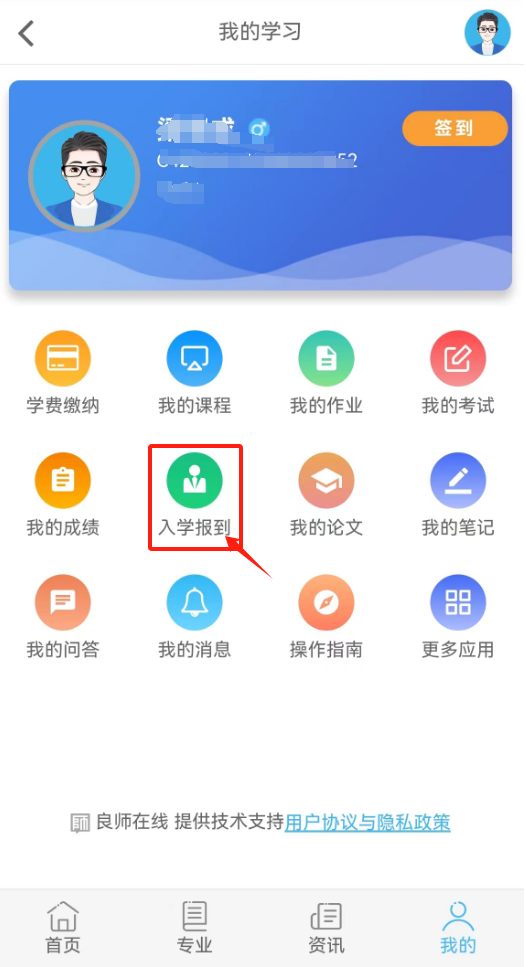 我的学习
签到
学费缴纳
我的课程
我的作业
我的考试
我的成绩
入学报到
我的论文
我的笔记
我的问答
我的消息
操作指南
更多应用
良师在线 提供技术支持用户协议与隐私政策
首页
专业
资讯
我的